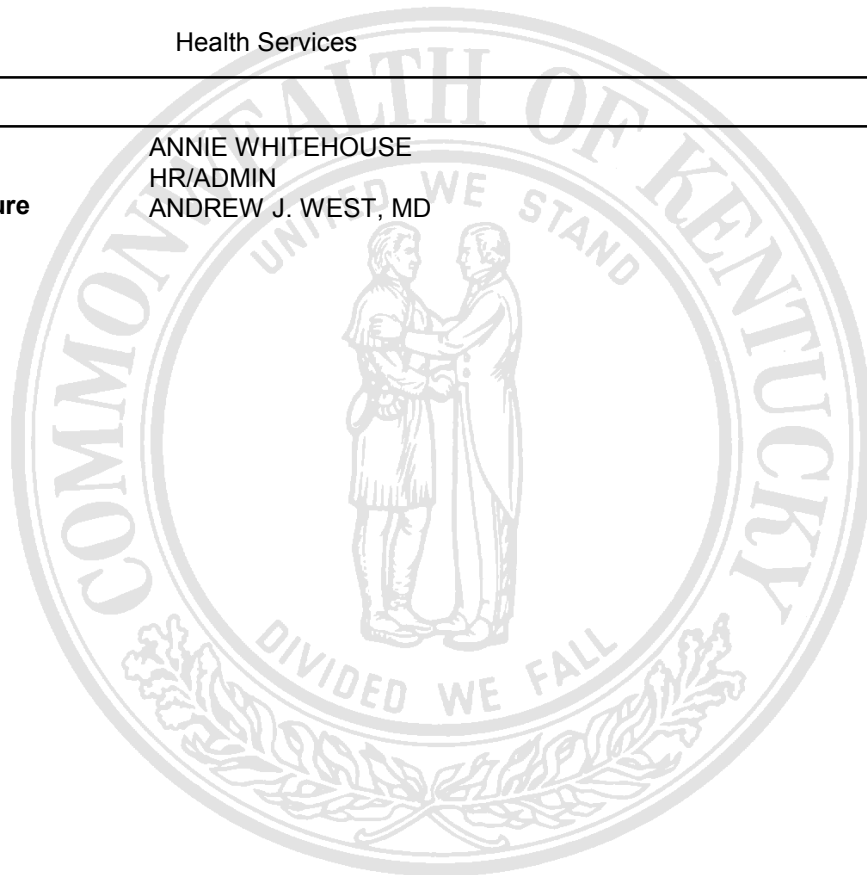 Health Services
ANNIE WHITEHOUSE
HR/ADMIN
ure ANDREW J. WEST, MD
COMMONWEALTH OF KENTUCKY
UNITED WE STAND
DIVIDED WE FALL